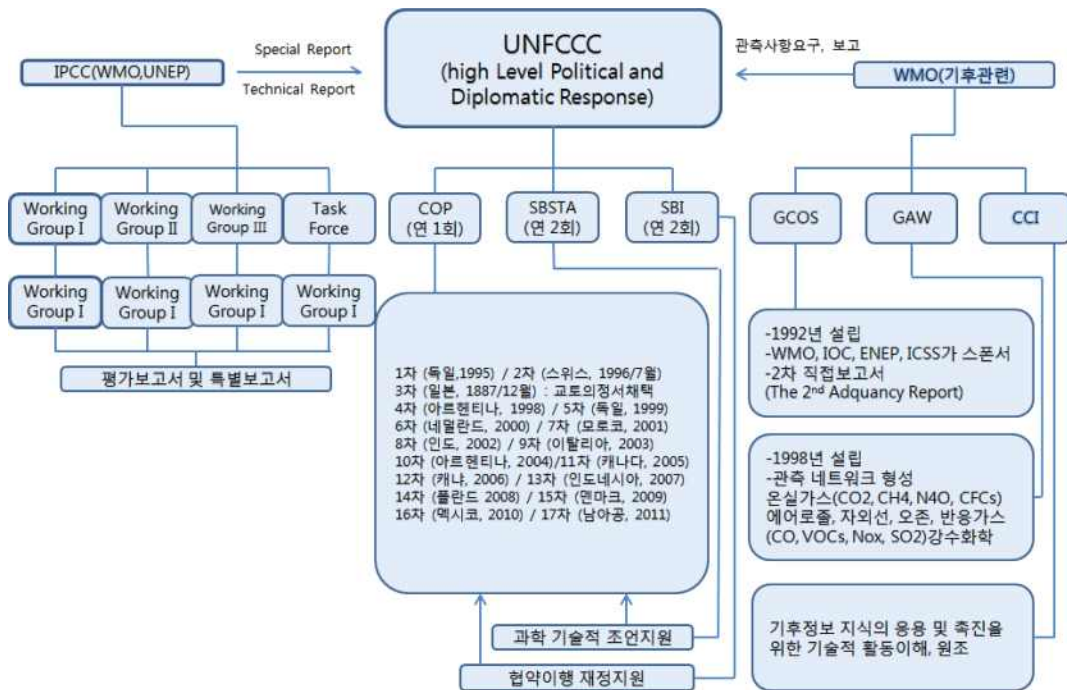 UNFCCC
(high Level Political and
Diplomatic Response)
Special Report
Technical Report
IPCC(WMO,UNEP)
관측사항요구, 보고
WMO(기후관련)
Working
Group I
Working
Group II
Working
Group III
Task
Force
COP
(연 1회)
SBSTA
(연 2회)
SBI
(연 2회)
GCOS
GAW
CCI
Working
Group I
Working
Group I
Working
Group I
Working
Group I
평가보고서 및 특별보고서
1차 (독일,1995) / 2차 (스위스, 1996/7월)
3차 (일본, 1887/12월) : 교토의정서채택
4차 (아르헨티나, 1998) / 5차 (독일, 1999)
6차 (네덜란드, 2000) / 7차 (모로코, 2001)
8차 (인도, 2002) / 9차 (이탈리아, 2003)
10차 (아르헨티나, 2004)/11차 (캐나다, 2005)
12차 (캐냐, 2006) / 13차 (인도네시아, 2007)
14차 (폴란드 2008) / 15차 (덴마크, 2009)
16차 (멕시코, 2010) / 17차 (남아공, 2011)
과학 기술적 조언지원
협약이행 재정지원
-1992년 설립
-WMO, IOC, ENEP, ICSS가 스폰서
-2차 직접보고서
(The 2nd Adquancy Report)
-1998년 설립
-관측 네트워크 형성
온실가스(CO2, CH4, N4O, CFCs)
에어로졸, 자외선, 오존, 반응가스
(CO, VOCs, Nox, SO2)강수화학
기후정보 지식의 응용 및 촉진을
위한 기술적 활동이해, 원조